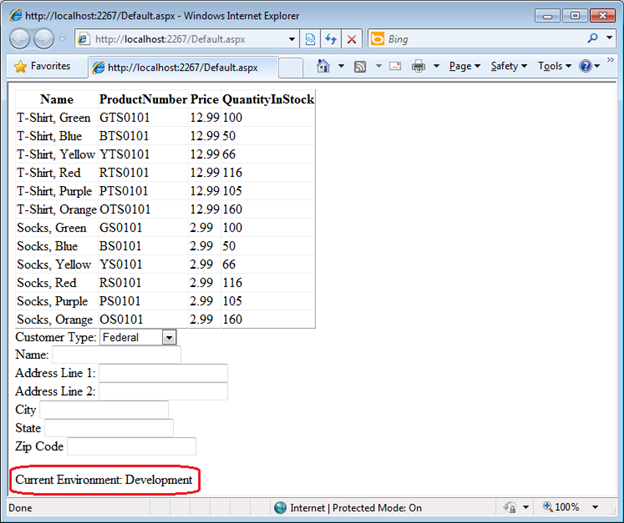 http://localhost:2267/Default.aspx - Windows Internet Explorer
http://localhost:2267/Default.aspx
Bing
Favorites
http://localhost:2267/Default.aspx
Page Safety Tools
Name ProductNumber Price QuantityInStock
T-Shirt, Green GTS0101 12.99 100
T-Shirt, Blue BTS0101 12.99 50
T-Shirt, Yellow YTS0101 12.99 66
T-Shirt, Red RTS0101 12.99 116
T-Shirt, Purple PTS0101 12.99 105
T-Shirt, Orange OTS0101 12.99 160
Socks, Green GS0101 2.99 100
Socks, Blue BS0101 2.99 50
Socks, Yellow YS0101 2.99 66
Socks, Red RS0101 2.99 116
Socks, Purple PS0101 2.99 105
Socks, Orange OS0101 2.99 160
Customer Type: Federal
Name:
Address Line 1:
Address Line 2:
City
State
Zip Code
Current Environment: Development
Done Internet | Protected Mode: On 100%